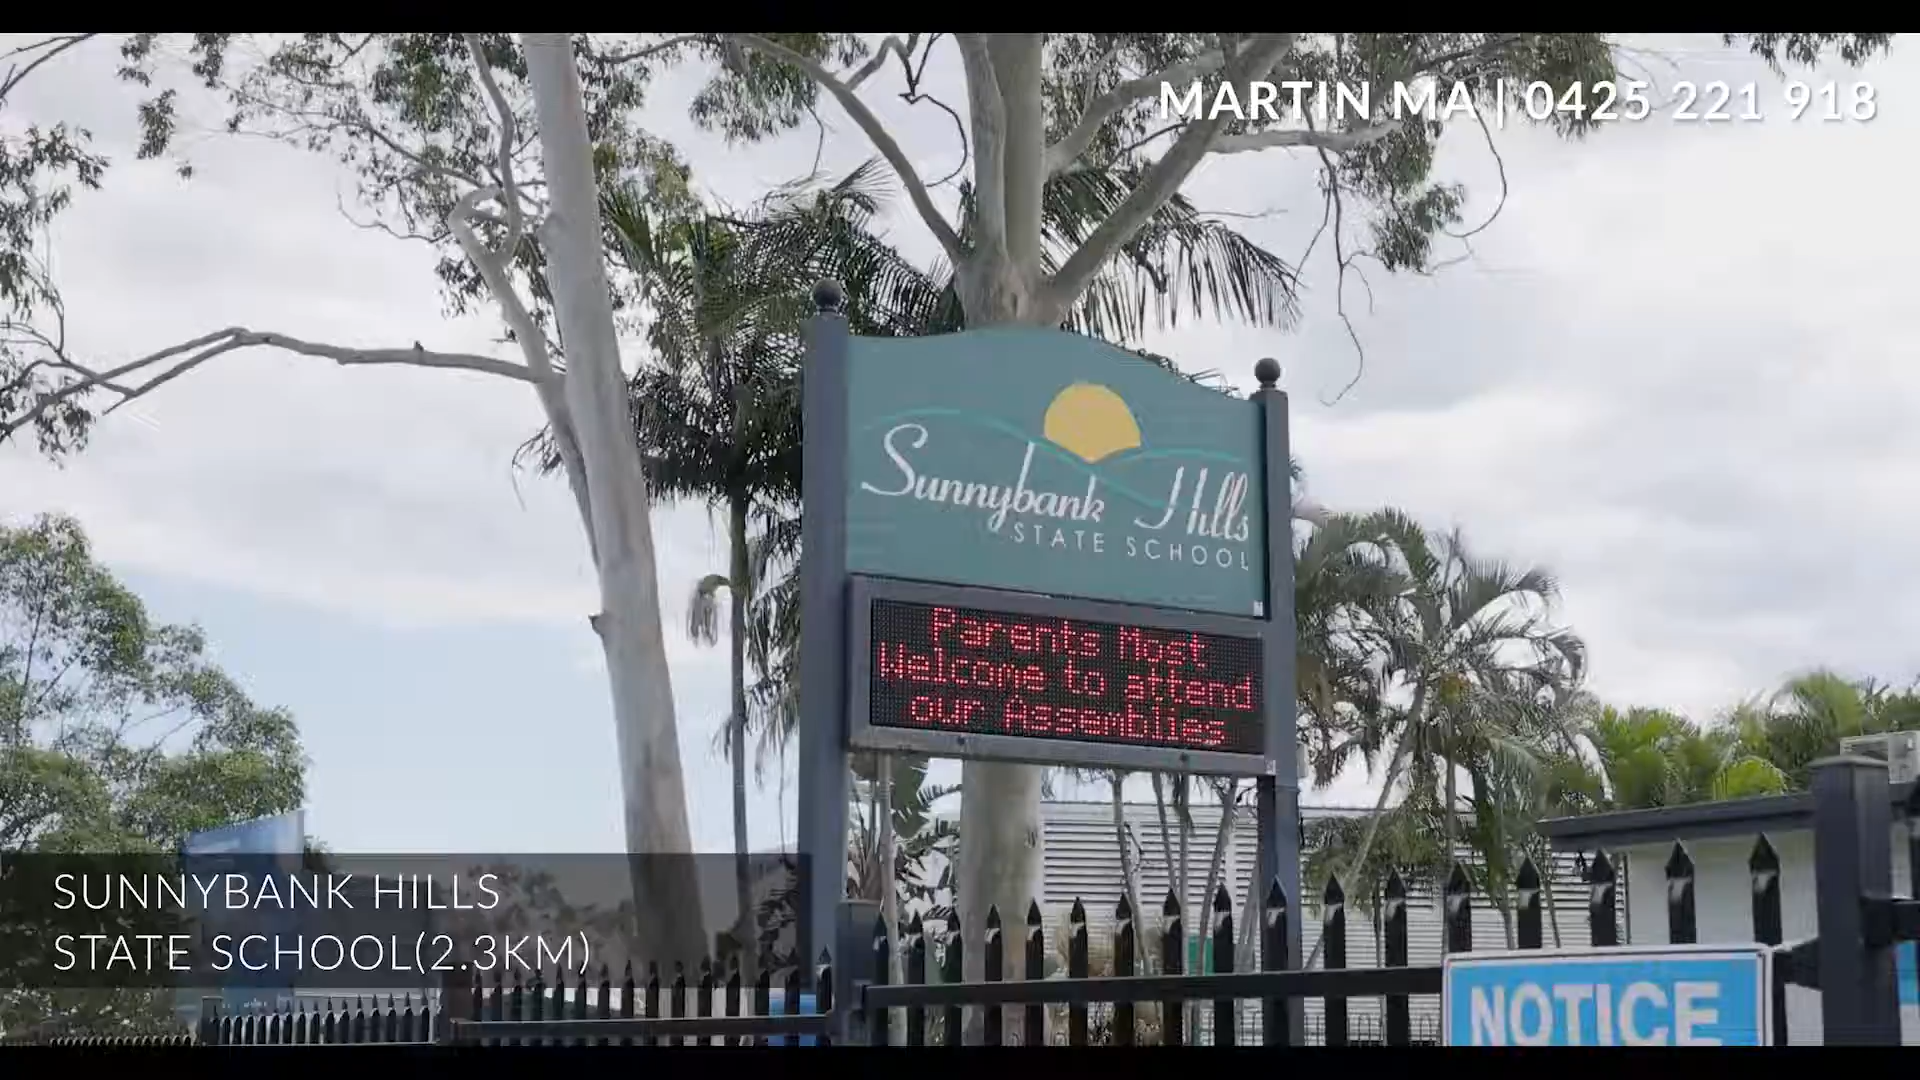 MARTIN MA | 0425 221 918
Sunnybank Hills
STATE SCHOOL
Parents Most
Welcome to attend
our Assemblies
SUNNYBANK HILLS
STATE SCHOOL(2.3KM)
NOTICE